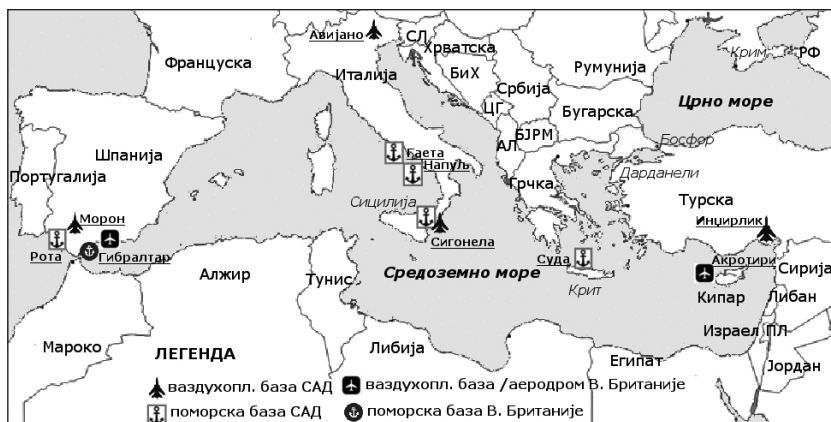 Авијано
СЛ
Хрватска
Крим
РФ
Француска
Италија
БиХ
Румунија
Србија
ЦГ
Црно море
Бугарска
БЈРМ
АЛ
Босфор
Шпанија
Гаета
Напуљ
Португалија
Дарданели
Грчка
Турска
Сицилија
Морон
Инџирлик
Сигонела
Рота
Гибралтар
Суда
Акротири
Сирија
Алжир
Тунис
Средоземно море
Крит
Кипар
Либан
Израел
ПЛ
Мароко
Либија
Египат
Јордан
ЛЕГЕНДА
ваздухопл. база САД
ваздухопл. база /аеродром В. Британије
поморска база САД
поморска база В. Британије